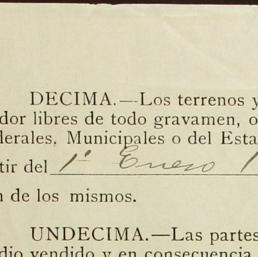 DECIMA.—Los terrenos y
dor libres de todo gravamen, o
derales, Municipales o del Esta
tir del 1º Enero 1
n de los mismos.
UNDECIMA.—Las partes
dio vendido y en consecuencia